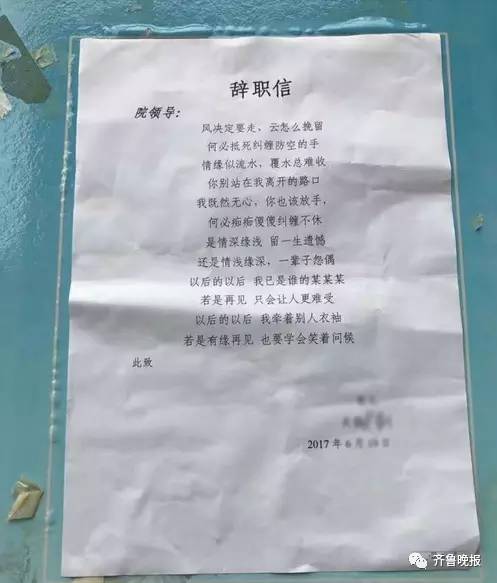 辞职信
院领导：
风决定要走，云怎么挽留
何必抵死纠缠防空的手
情缘似流水，覆水总难收
你别站在我离开的路口
我既然无心，你也该放手，
何必痴痴傻傻纠缠不休
是情深缘浅 留一生遗憾
还是情浅缘深，一辈子怨偶
以后的以后 我已是谁的某某某
若是再见 只会让人更难受
以后的以后 我牵着别人衣袖
若是有缘再见 也要学会笑着问候
此致
2017年6月
日
齐鲁晚报